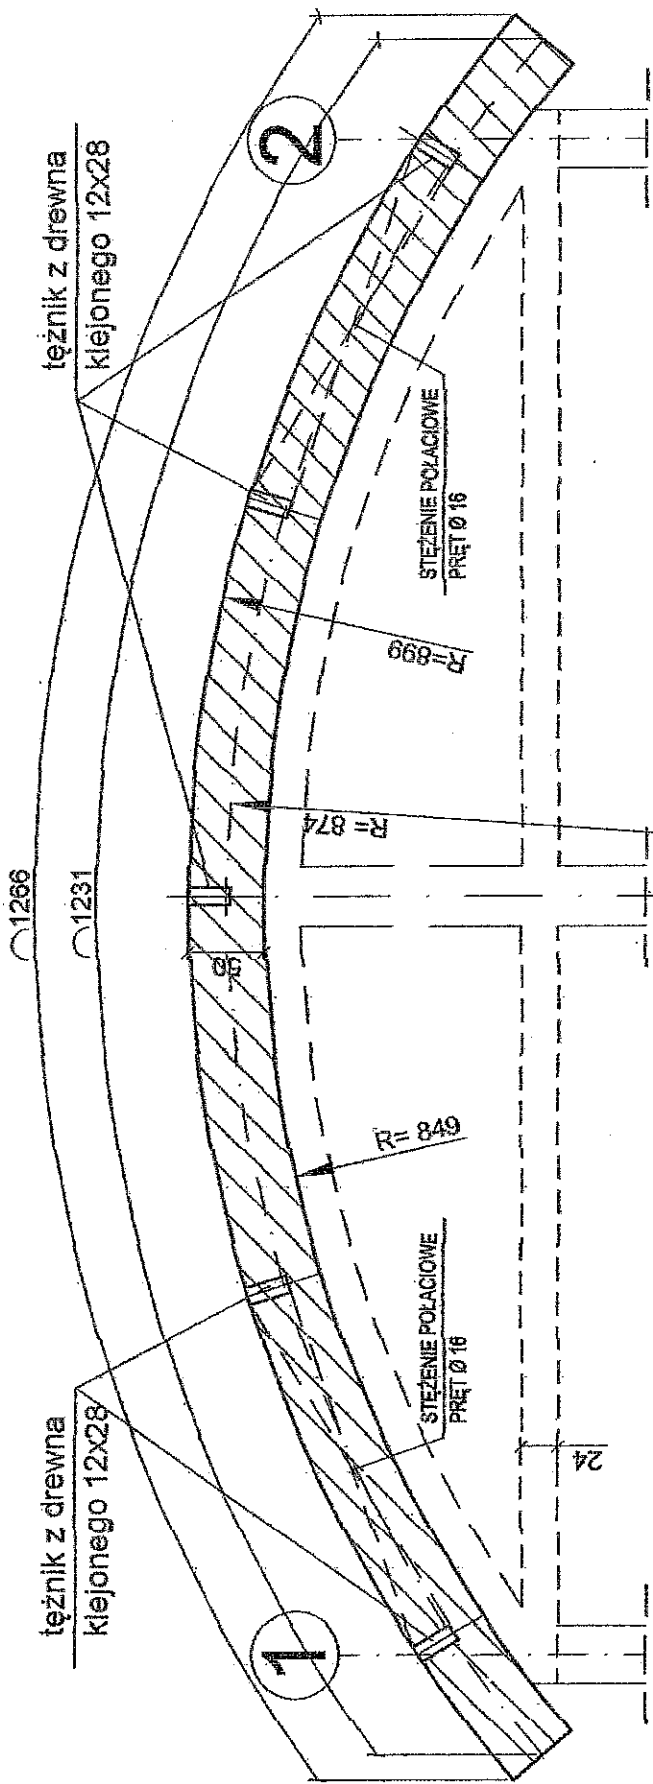 tężnik z drewna
klejonego 12x28
2
⌒1266
⌒1231
STĘŻENIE POŁACIOWE
PRĘT Ø 16
R=899
R= 874
50
R= 849
tężnik z drewna
klejonego 12x28
1
STĘŻENIE POŁACIOWE
PRĘT Ø 16
24